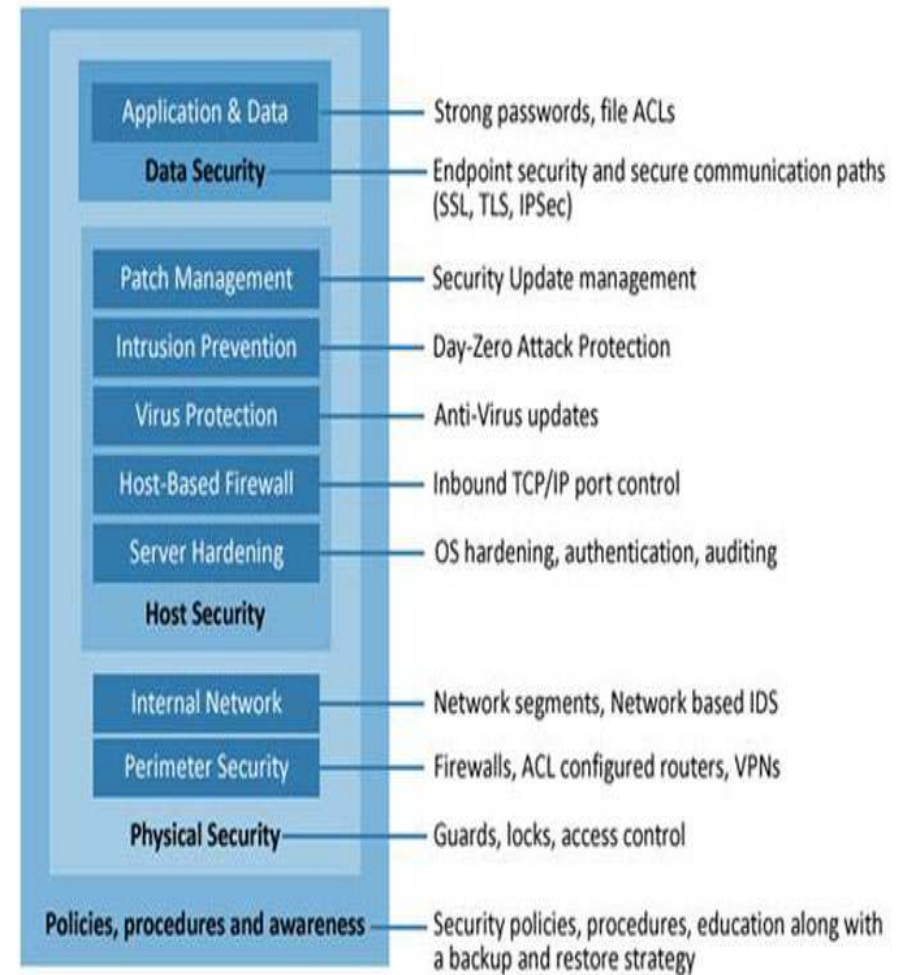 Application & Data
Strong passwords, file ACLs
Data Security
Endpoint security and secure communication paths
(SSL, TLS, IPSec)
Patch Management
Security Update management
Intrusion Prevention
Day-Zero Attack Protection
Virus Protection
Anti-Virus updates
Host-Based Firewall
Inbound TCP/IP port control
Server Hardening
OS hardening, authentication, auditing
Host Security
Internal Network
Network segments, Network based IDS
Perimeter Security
Firewalls, ACL configured routers, VPNs
Physical Security
Guards, locks, access control
Policies, procedures and awareness
Security policies, procedures, education along with
a backup and restore strategy